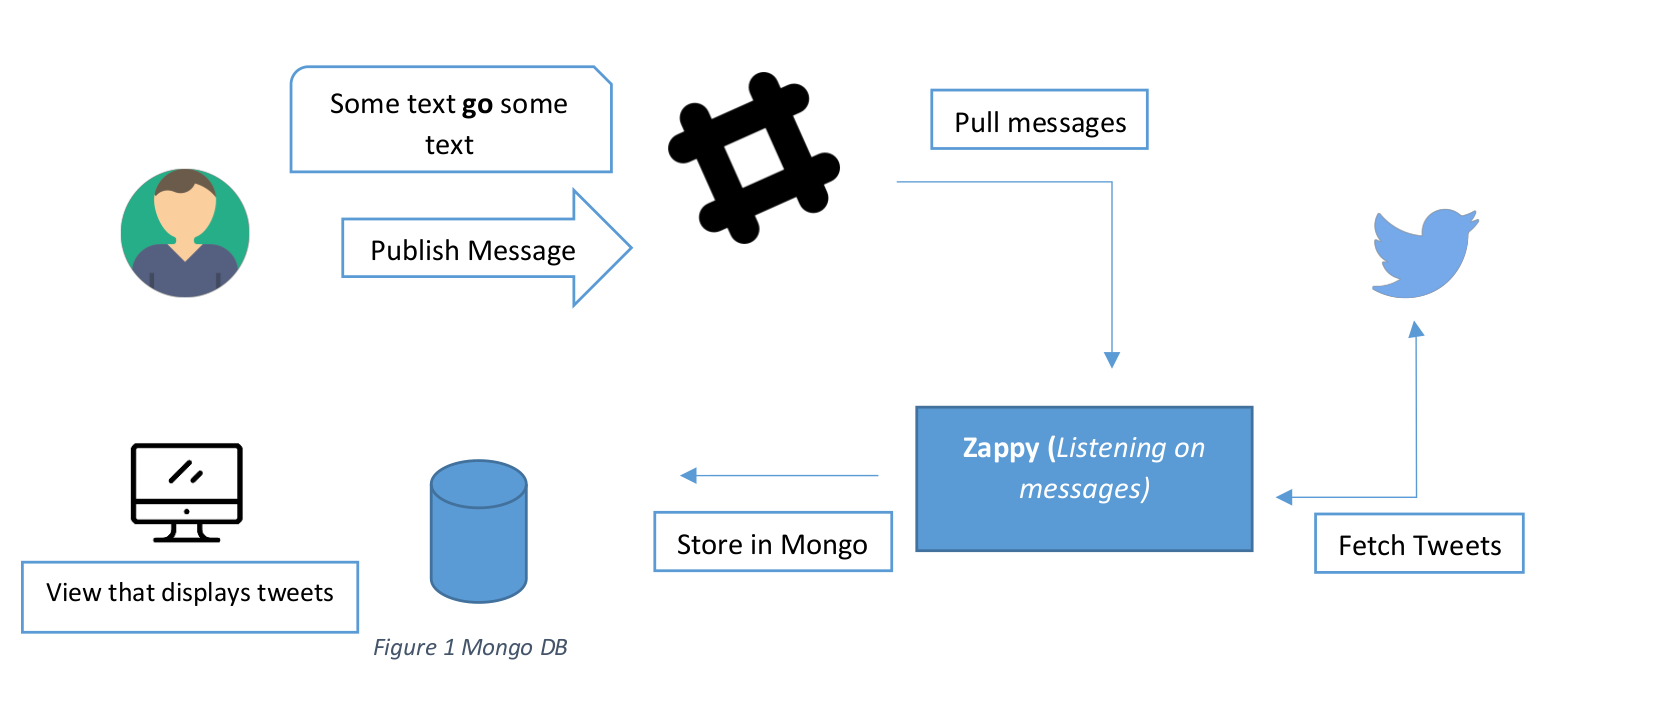 Some text go some
text
Pull messages
Publish Message
Zappy (Listening on
messages)
Store in Mongo
Fetch Tweets
View that displays tweets
Figure 1 Mongo DB